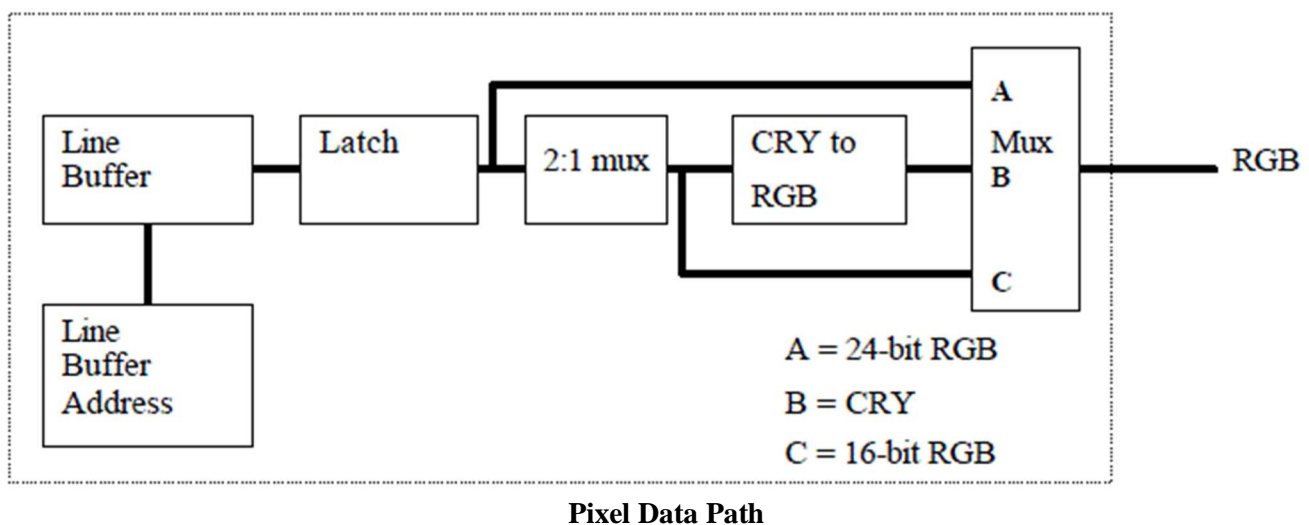 Line
Buffer
Latch
2:1 mux
CRY to
RGB
A
Mux
B
C
RGB
Line
Buffer
Address
A = 24-bit RGB
B = CRY
C = 16-bit RGB
Pixel Data Path